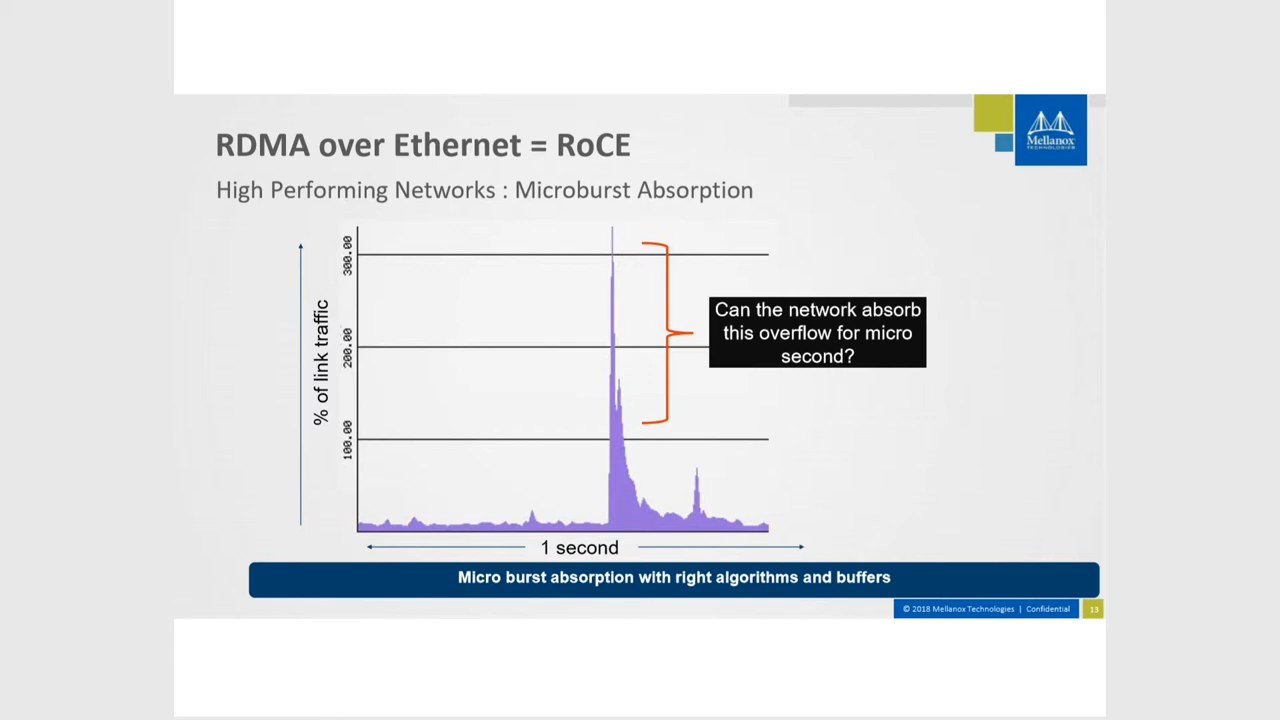 RDMA over Ethernet = RoCE
Mellanox
TECHNOLOGIES
High Performing Networks : Microburst Absorption
% of link traffic
300.00
200.00
100.00
Can the network absorb
this overflow for micro
second?
1 second
Micro burst absorption with right algorithms and buffers
© 2018 Mellanox Technologies | Confidential
13